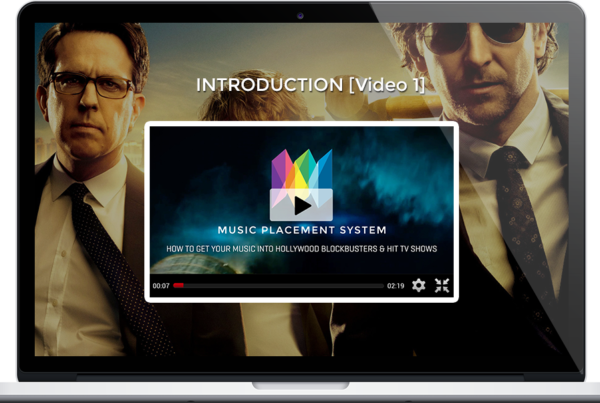 INTRODUCTION [Video 1]
MUSIC PLACEMENT SYSTEM
HOW TO GET YOUR MUSIC INTO HOLLYWOOD BLOCKBUSTERS & HIT TV SHOWS
00:07 02:19